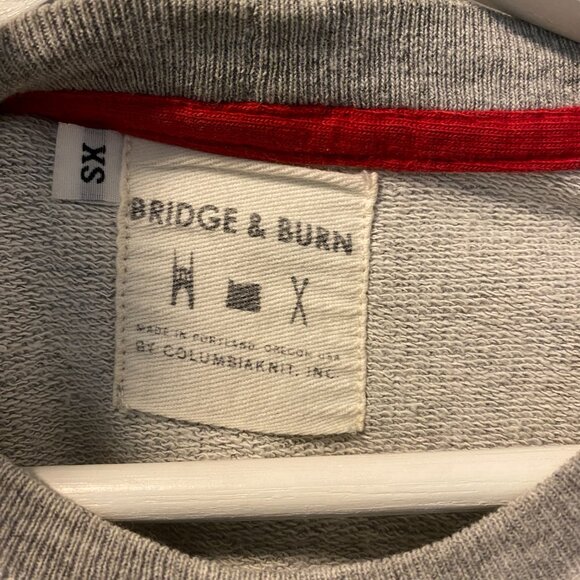 XS
BRIDGE & BURN
MADE IN PORTLAND, OREGON USA
BY COLUMBIAKNIT, INC.